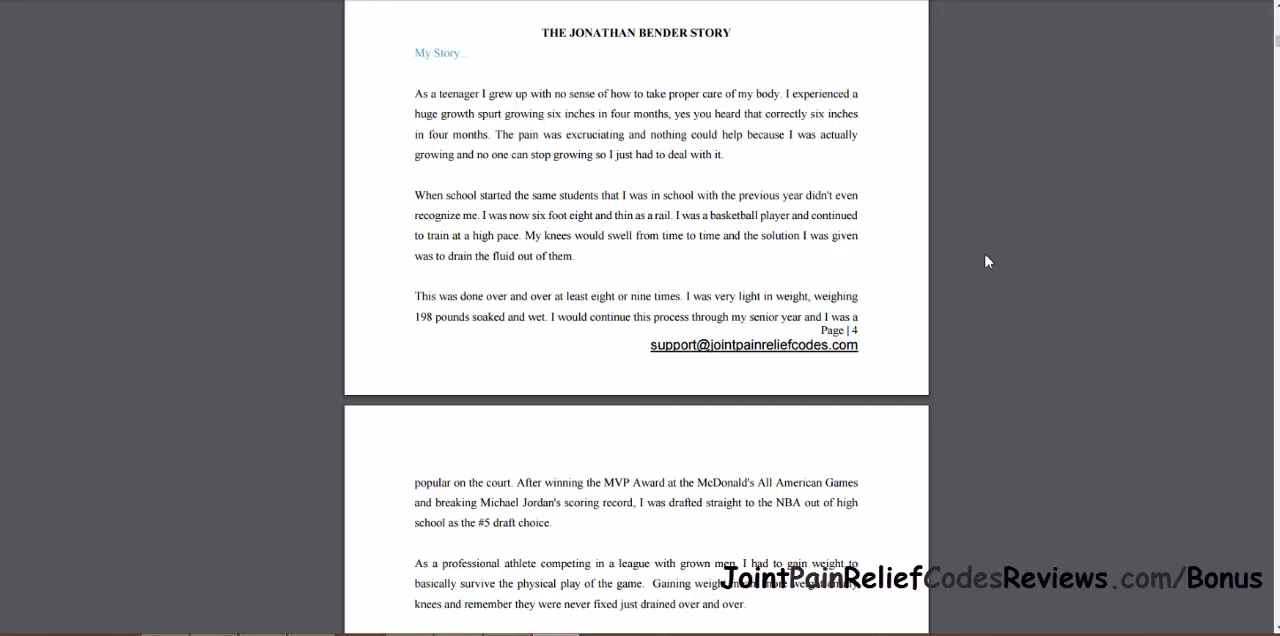 THE JONATHAN BENDER STORY
My Story...
As a teenager I grew up with no sense of how to take proper care of my body. I experienced a
huge growth spurt growing six inches in four months, yes you heard that correctly six inches
in four months. The pain was excruciating and nothing could help because I was actually
growing and no one can stop growing so I just had to deal with it.
When school started the same students that I was in school with the previous year didn't even
recognize me. I was now six foot eight and thin as a rail. I was a basketball player and continued
to train at a high pace. My knees would swell from time to time and the solution I was given
was to drain the fluid out of them.
This was done over and over at least eight or nine times. I was very light in weight, weighing
198 pounds soaked and wet. I would continue this process through my senior year and I was a
Page | 4
support@jointpainreliefcodes.com
popular on the court. After winning the MVP Award at the McDonald's All American Games
and breaking Michael Jordan's scoring record, I was drafted straight to the NBA out of high
school as the #5 draft choice.
As a professional athlete competing in a league with grown men, I had to gain weight to
basically survive the physical play of the game. Gaining weight more weight
knees and remember they were never fixed just drained over and over.
JointPainReliefCodesReviews.com/Bonus